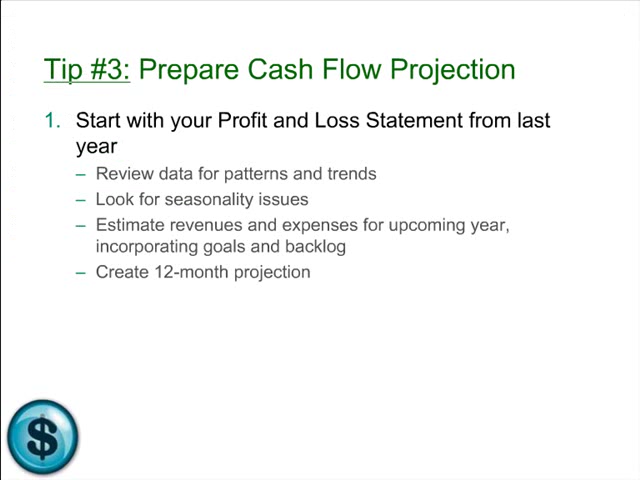 Tip #3: Prepare Cash Flow Projection
1. Start with your Profit and Loss Statement from last
year
– Review data for patterns and trends
– Look for seasonality issues
– Estimate revenues and expenses for upcoming year,
incorporating goals and backlog
– Create 12-month projection
$